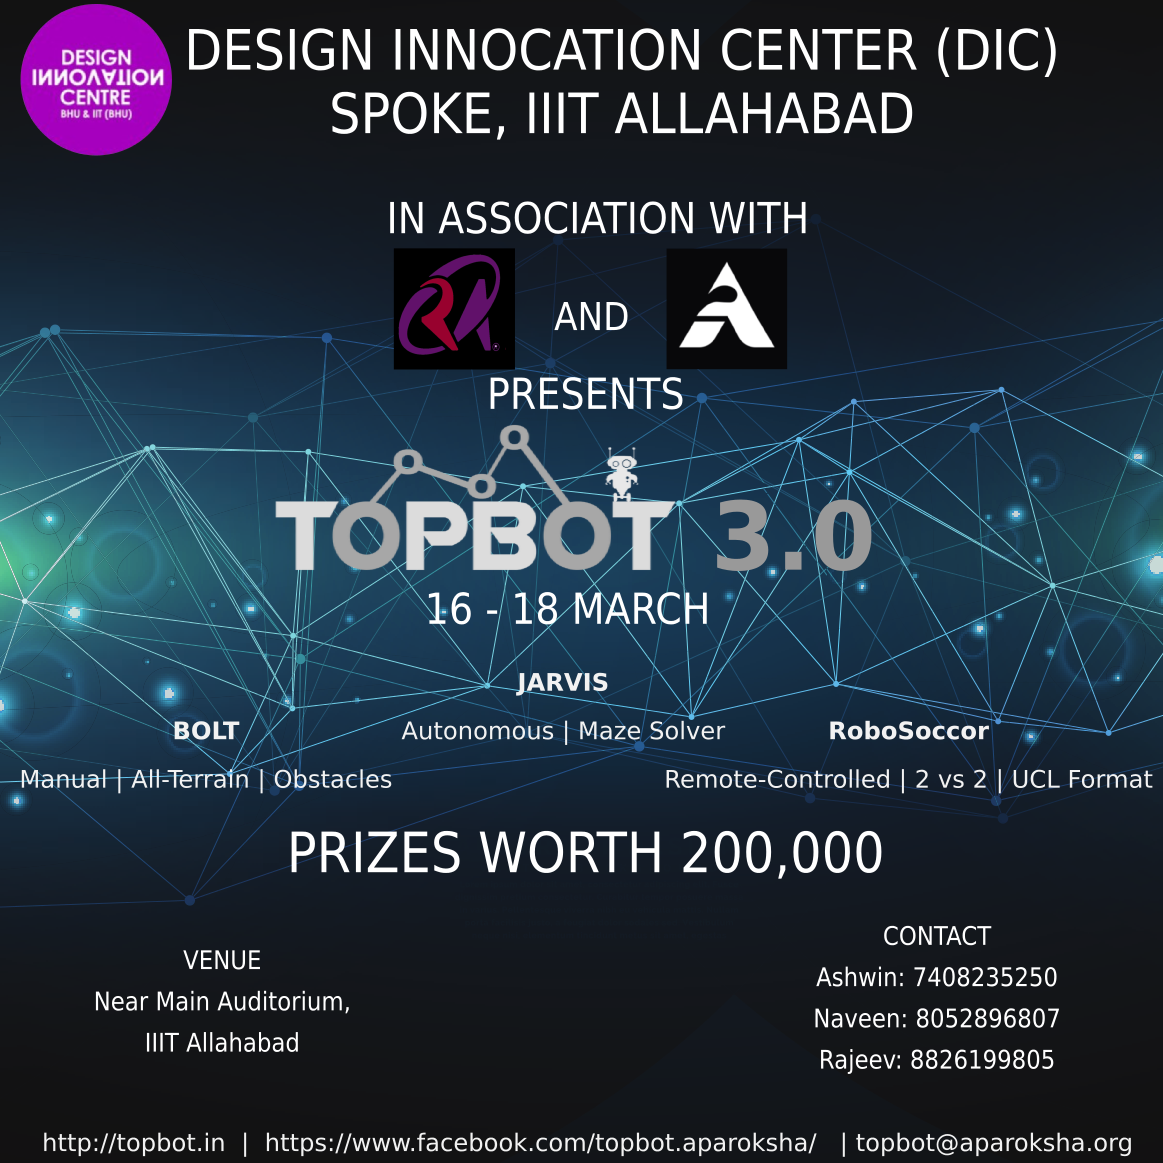 DESIGN
INNOVATION
CENTRE
BHU & IIT (BHU)
DESIGN INNOCATION CENTER (DIC)
SPOKE, IIIT ALLAHABAD
IN ASSOCIATION WITH
AND
PRESENTS
TOPBOT 3.0
16 - 18 MARCH
JARVIS
Autonomous | Maze Solver
BOLT
Manual | All-Terrain | Obstacles
RoboSoccor
Remote-Controlled | 2 vs 2 | UCL Format
PRIZES WORTH 200,000
VENUE
Near Main Auditorium,
IIIT Allahabad
CONTACT
Ashwin: 7408235250
Naveen: 8052896807
Rajeev: 8826199805
http://topbot.in | https://www.facebook.com/topbot.aparoksha/ | topbot@aparoksha.org